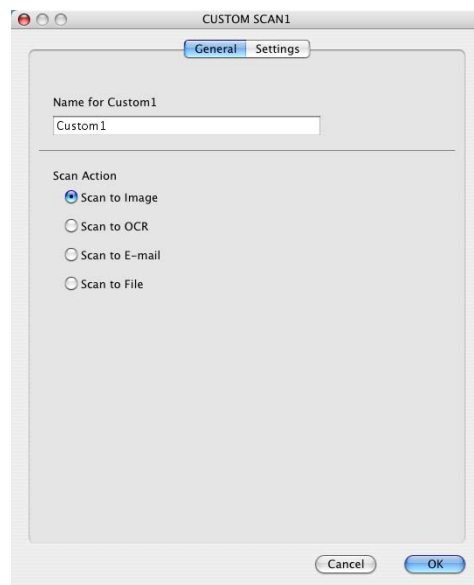 CUSTOM SCAN1
General Settings
Name for Custom1
Custom1
Scan Action
Scan to Image
Scan to OCR
Scan to E-mail
Scan to File
Cancel OK